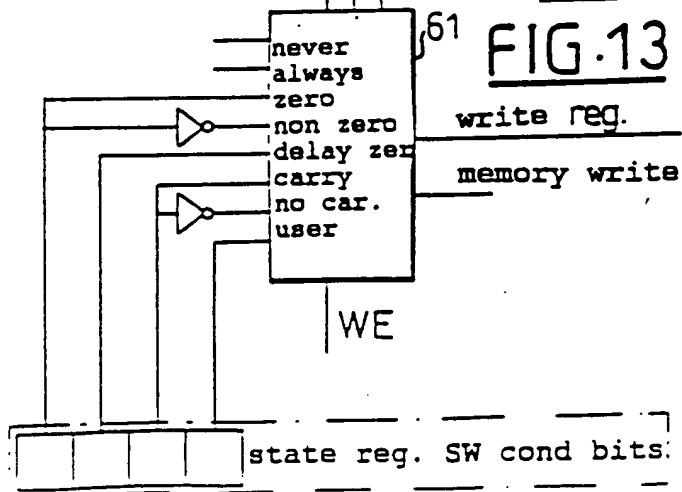 61
FIG.13
never
always
zero
non zero
delay zer
carry
no car.
user
write reg.
memory write
WE
state reg. SW cond bits.